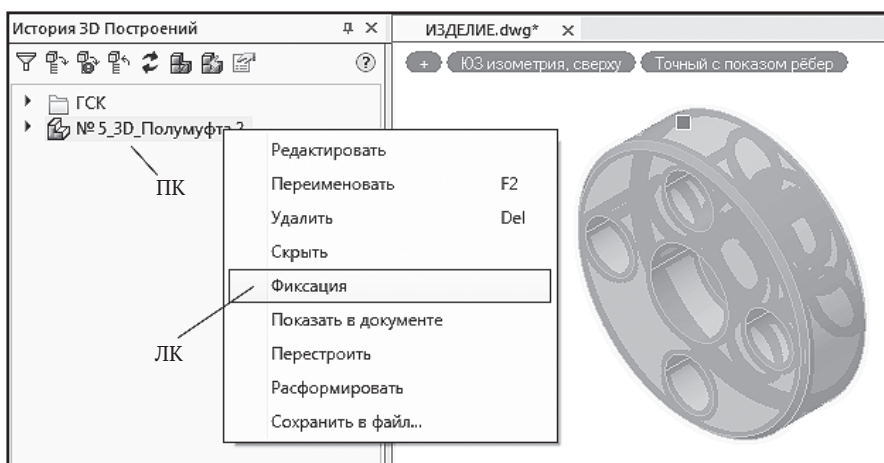 История 3D Построений
ИЗДЕЛИЕ.dwg*
+ ЮЗ изометрия, сверху Точный с показом рёбер
ГСК
№ 5_3D_Полумуфта 2
ПК
Редактировать
Переименовать F2
Удалить Del
Скрыть
Фиксация
Показать в документе
ЛК
Перестроить
Расформировать
Сохранить в файл...